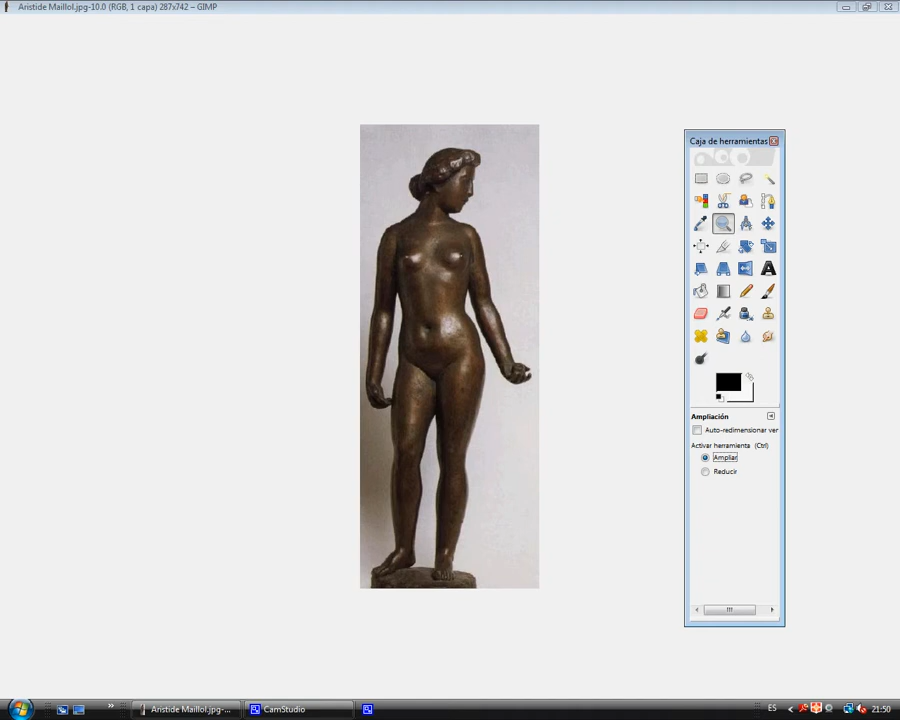 Aristide Maillol.jpg-10.0 (RGB, 1 capa) 287x742 – GIMP
Caja de herramientas
Ampliación
Auto-redimensionar ver
Activar herramienta (Ctrl)
Ampliar
Reducir
Aristide Maillol.jpg-...
CamStudio
ES
21:50